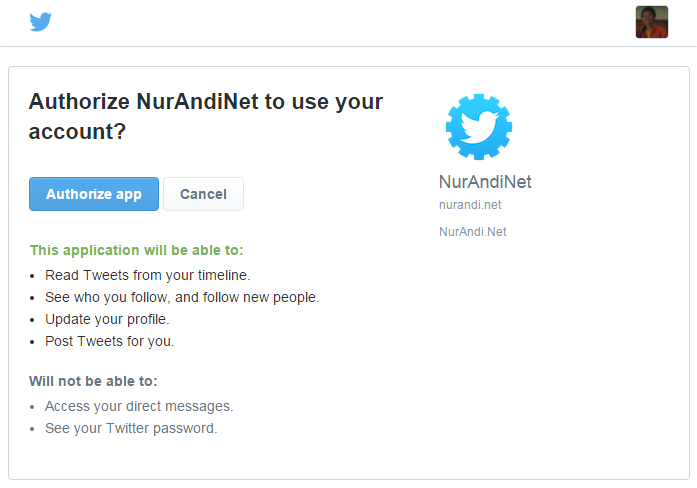 Authorize NurAndiNet to use your
account?
Authorize app
Cancel
This application will be able to:
• Read Tweets from your timeline.
• See who you follow, and follow new people.
• Update your profile.
• Post Tweets for you.
Will not be able to:
• Access your direct messages.
• See your Twitter password.
NurAndiNet
nurandi.net
NurAndi.Net